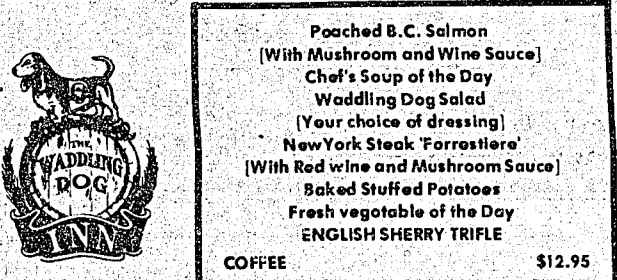 THE
WADDLING
DOG
INN
Poached B.C. Salmon
[With Mushroom and Wine Sauce]
Chef's Soup of the Day
Waddling Dog Salad
(Your choice of dressing)
New York Steak 'Forrestiere'
[With Red wine and Mushroom Sauce]
Baked Stuffed Potatoes
Fresh vegotable of the Day
ENGLISH SHERRY TRIFLE
COFFEE $12.95